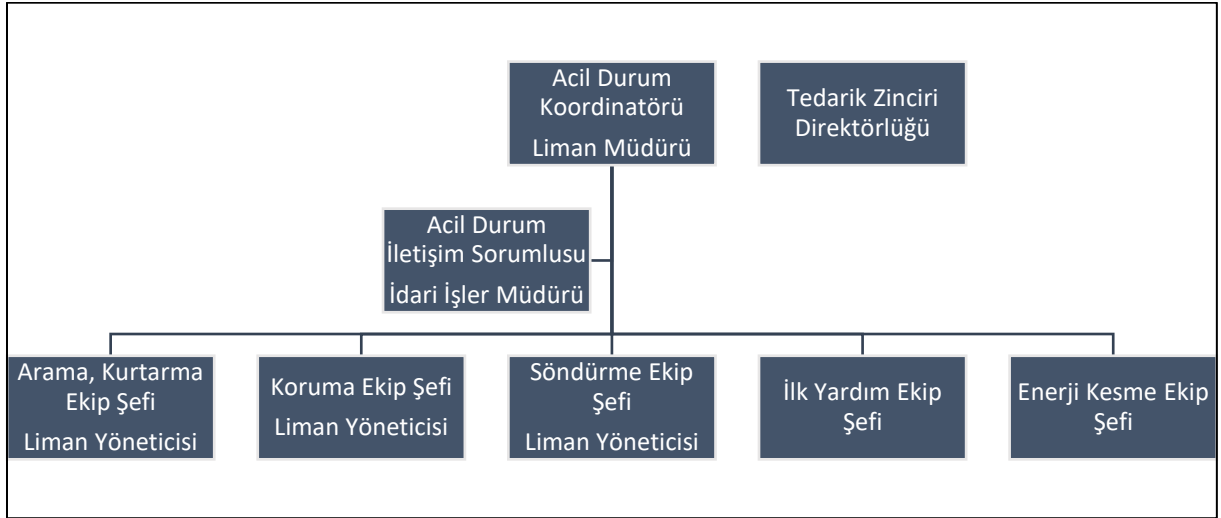 Acil Durum
Koordinatörü
Liman Müdürü
Tedarik Zinciri
Direktörlüğü
Acil Durum
İletişim Sorumlusu
İdari İşler Müdürü
Arama, Kurtarma
Ekip Şefi
Liman Yöneticisi
Koruma Ekip Şefi
Liman Yöneticisi
Söndürme Ekip
Şefi
Liman Yöneticisi
İlk Yardım Ekip
Şefi
Enerji Kesme Ekip
Şefi